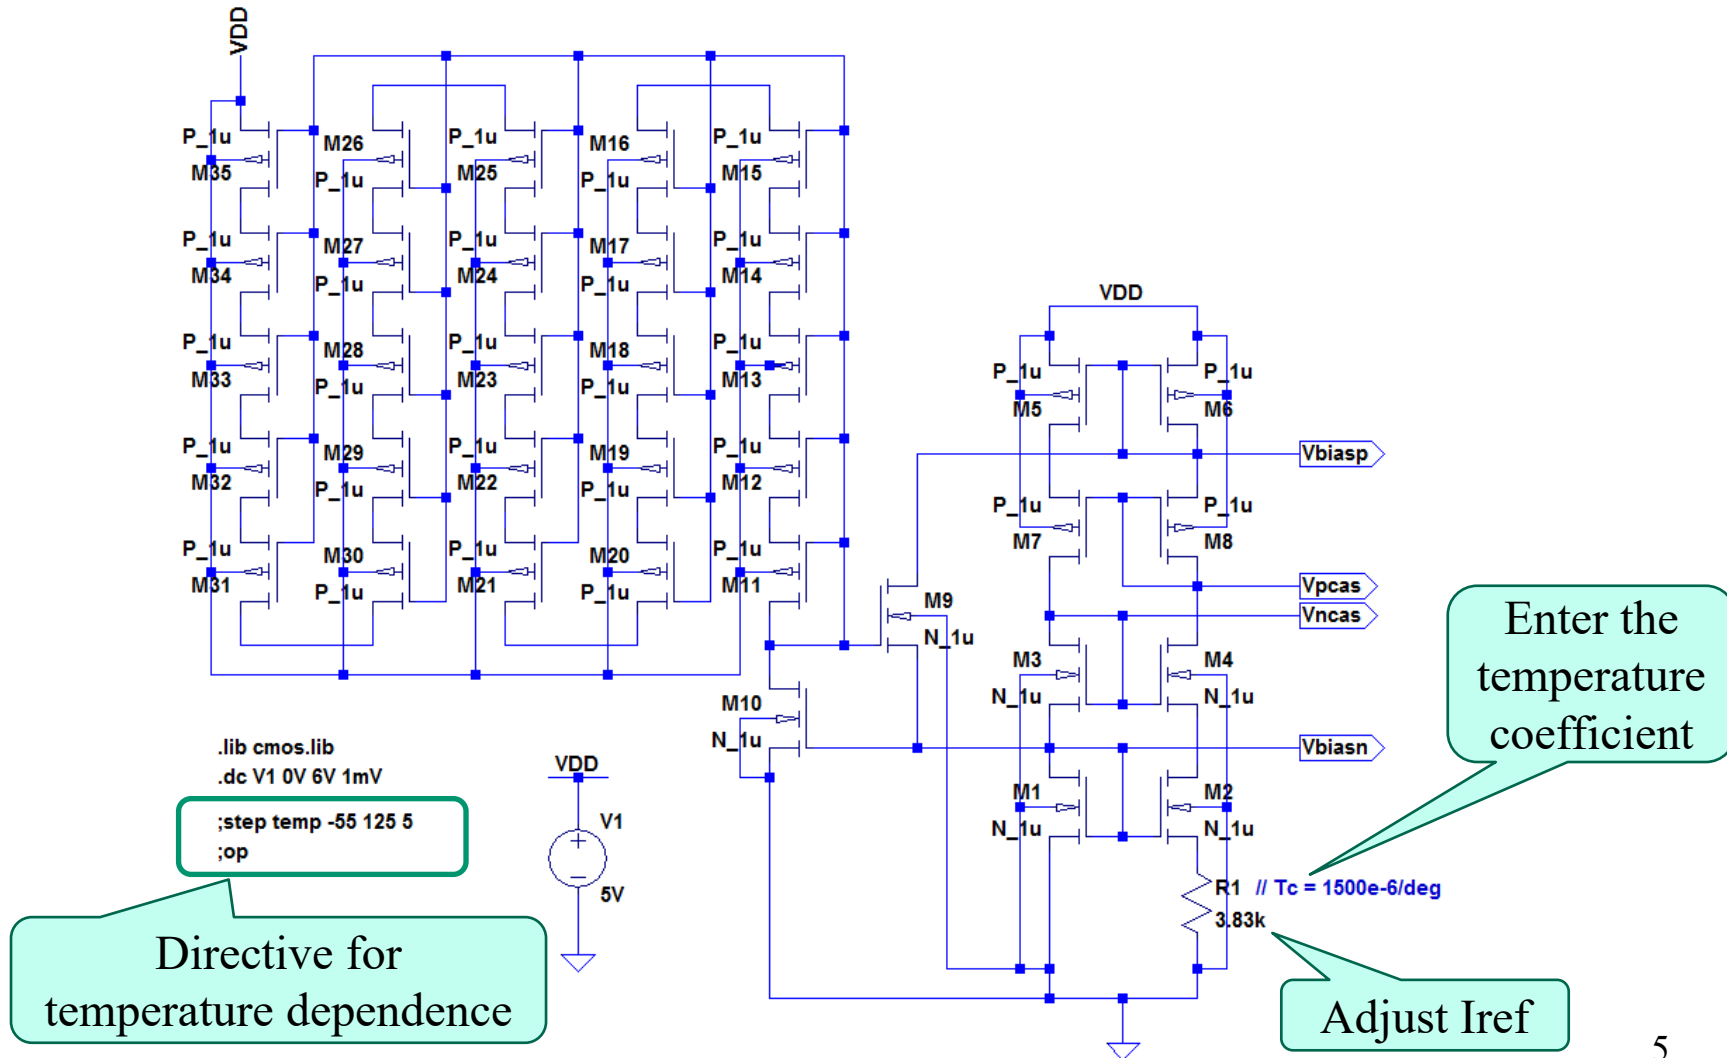 VDD
P_1u
M35
M26
P_1u
P_1u
M25
M16
P_1u
P_1u
M15
P_1u
M34
M27
P_1u
P_1u
M24
M17
P_1u
P_1u
M14
P_1u
M33
M28
P_1u
P_1u
M23
M18
P_1u
P_1u
M13
P_1u
M32
M29
P_1u
P_1u
M22
M19
P_1u
P_1u
M12
P_1u
M31
M30
P_1u
P_1u
M21
M20
P_1u
P_1u
M11
VDD
P_1u
M5
P_1u
M6
Vbiasp
P_1u
M7
P_1u
M8
Vpcas
Vncas
M9
N_1u
M3
N_1u
M4
N_1u
M10
N_1u
Vbiasn
M1
N_1u
M2
N_1u
R1 // Tc = 1500e-6/deg
3.83k
Enter the
temperature
coefficient
.lib cmos.lib
.dc V1 0V 6V 1mV
;step temp -55 125 5
;op
VDD
V1
5V
Directive for
temperature dependence
Adjust Iref
5